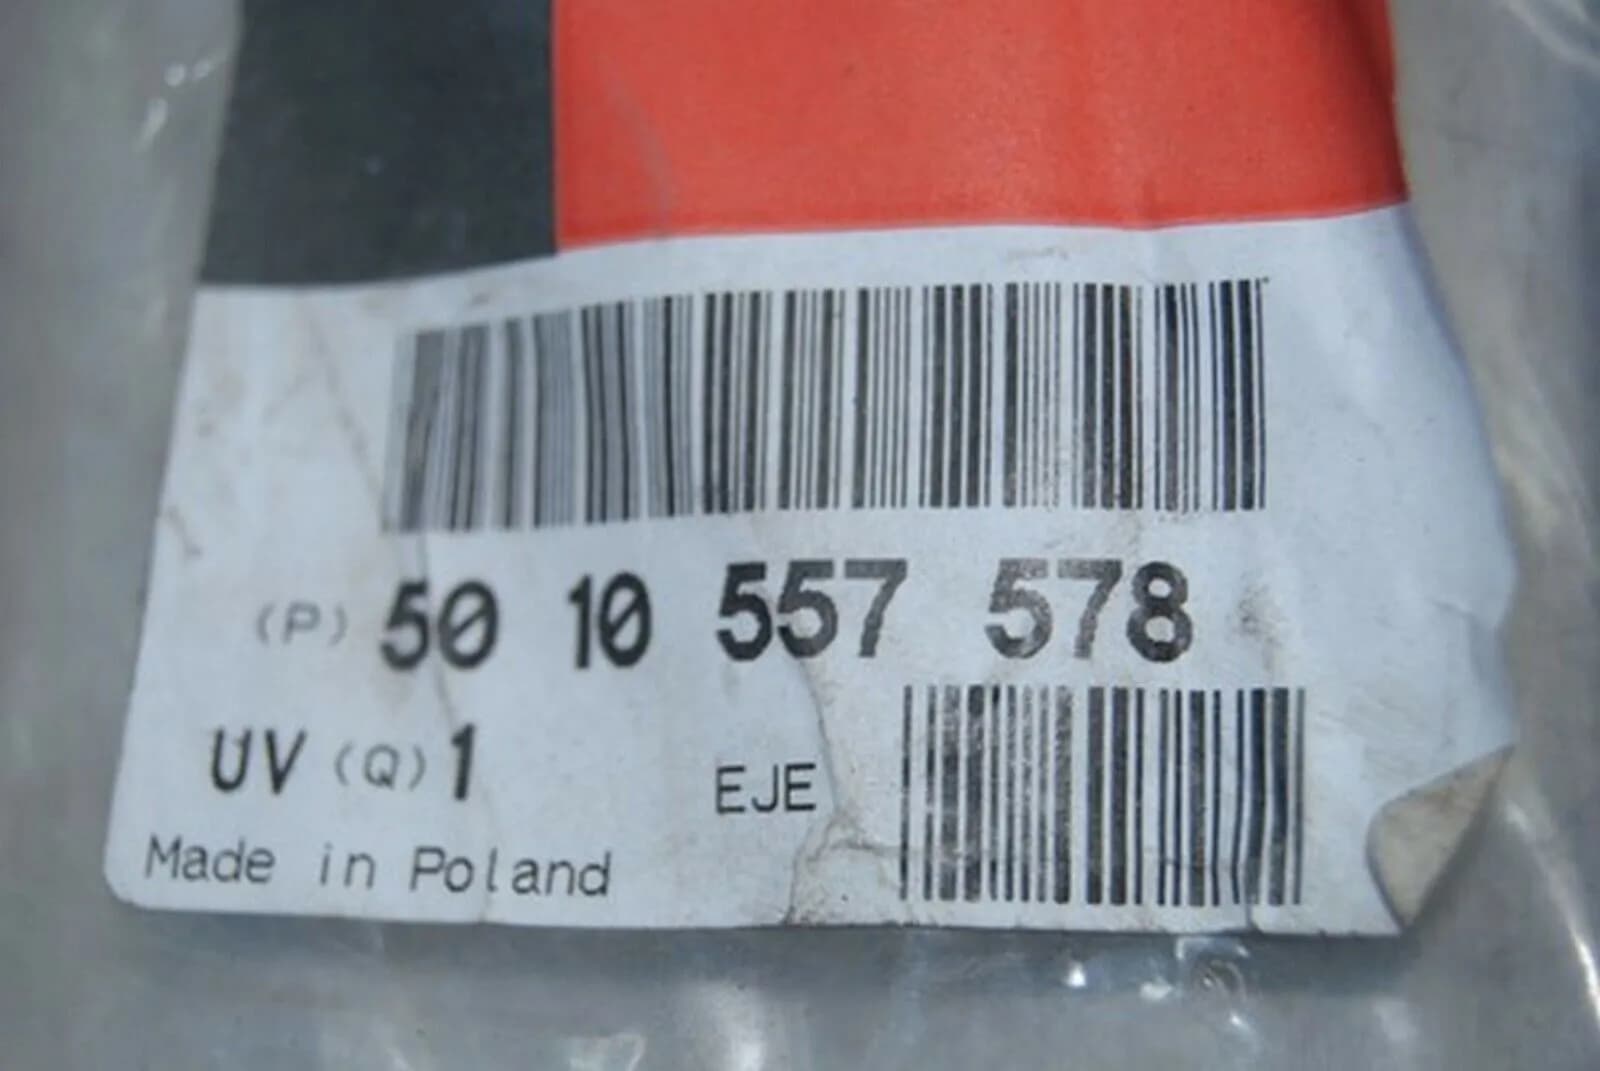 (P) 50 10 557 578
UV (Q) 1 EJE
Made in Poland